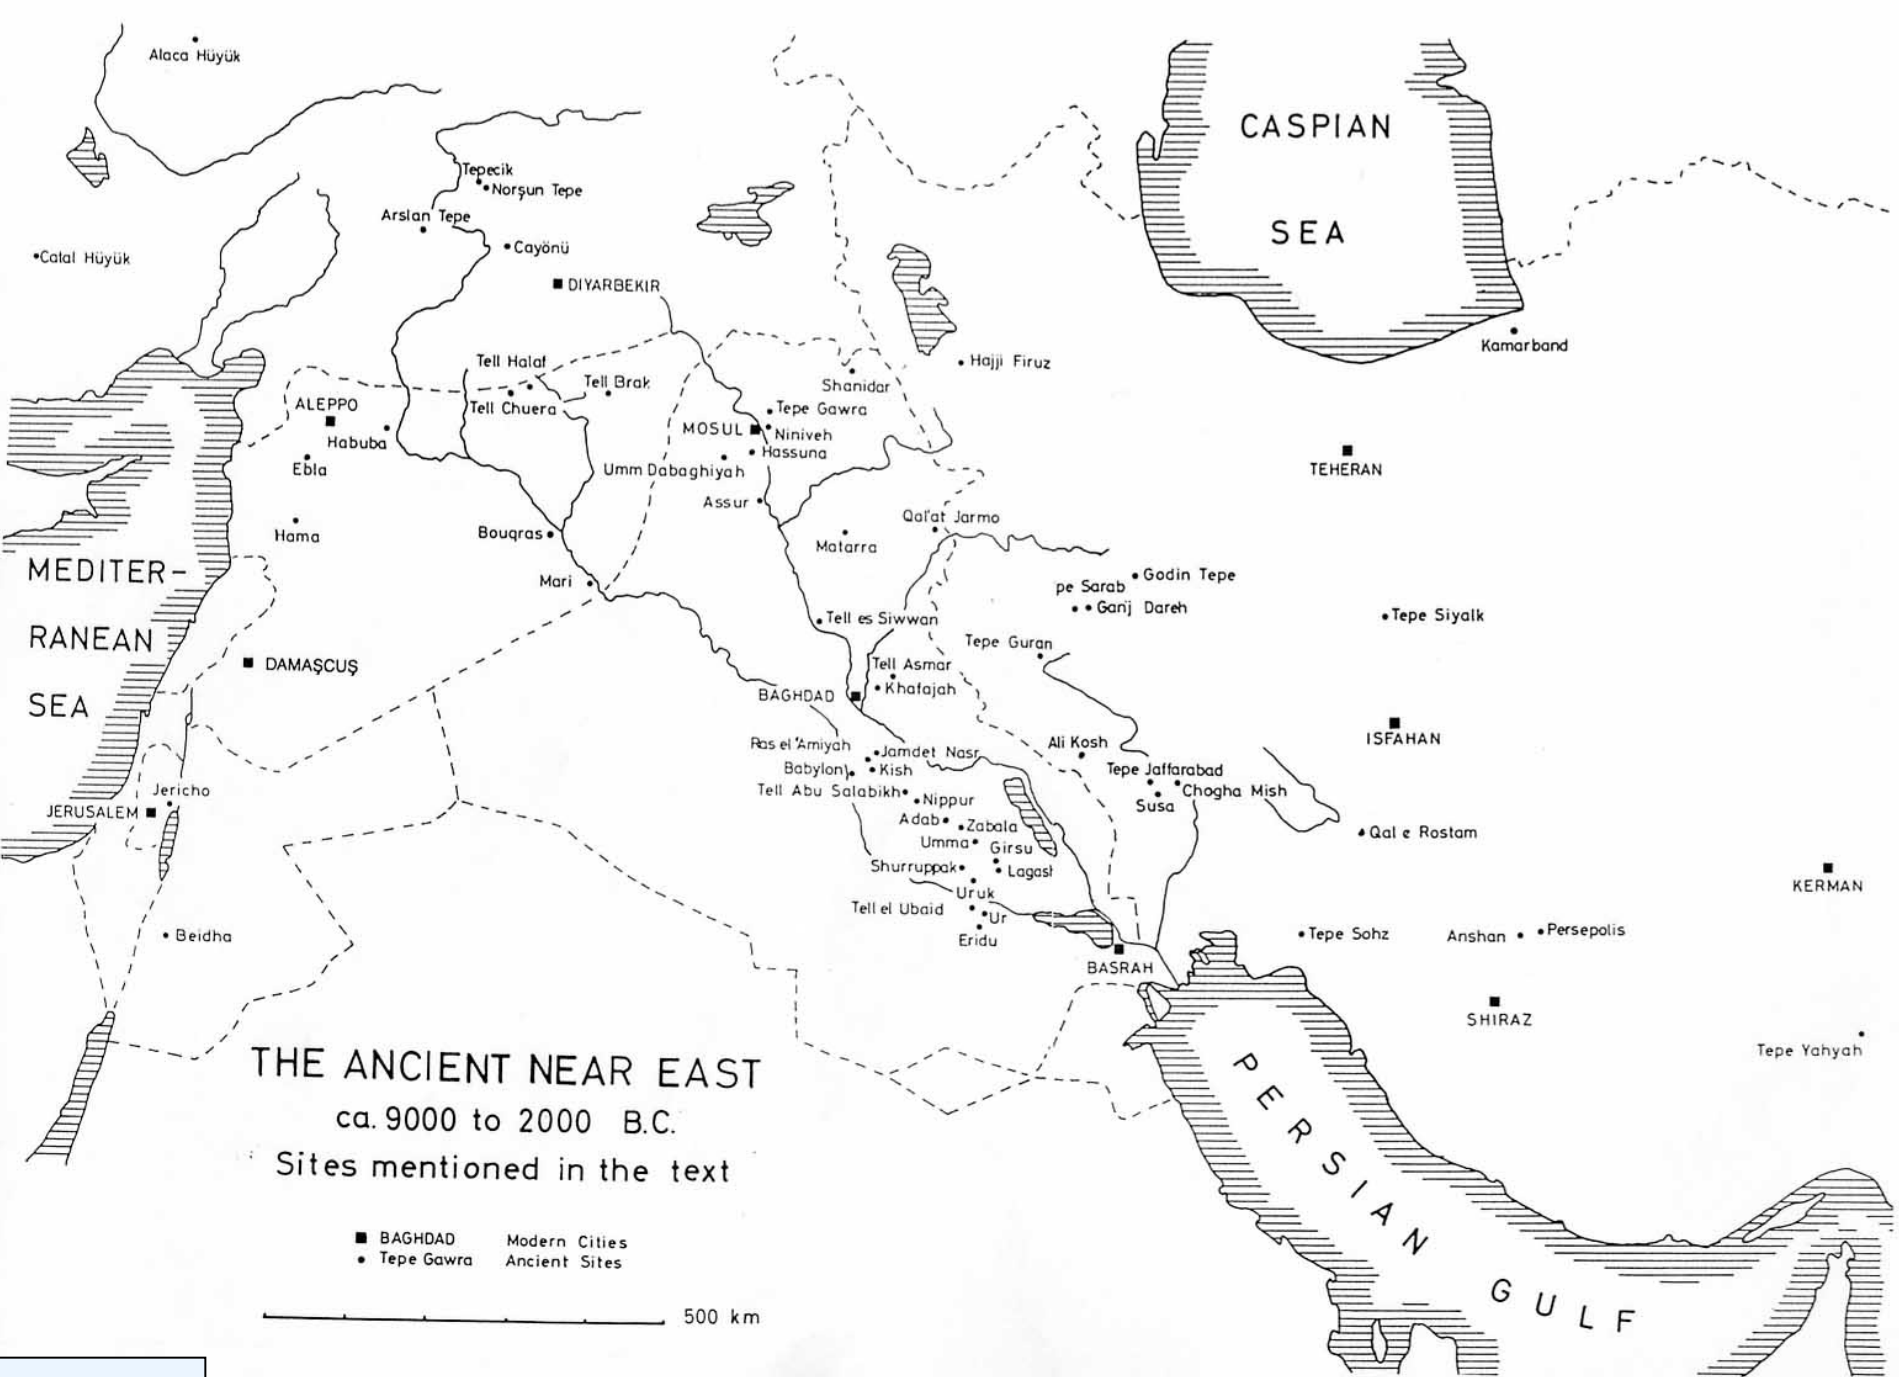 Alaca Hüyük
CASPIAN
SEA
Tepecik
Norşun Tepe
Arslan Tepe
Cayönü
Catal Hüyük
DIYARBEKIR
Kamarband
Tell Halaf
Hajji Firuz
Tell Brak
Shanidar
ALEPPO
Tell Chuera
Tepe Gawra
MOSUL
Niniveh
Habuba
Hassuna
Ebla
Umm Dabaghiyah
TEHERAN
Assur
Qal'at Jarmo
Hama
Bouqras
Matarra
MEDITER-
RANEAN
SEA
Mari
Godin Tepe
pe Sarab
Ganj Dareh
Tell es Siwwan
Tepe Siyalk
Tepe Guran
DAMAŞCUŞ
Tell Asmar
Khafajah
BAGHDAD
ISFAHAN
Ras el 'Amiyah
Jamdet Nasr
Ali Kosh
Babylon
Kish
Tepe Jaffarabad
Tell Abu Salabikh
Nippur
Chogha Mish
Susa
Jericho
JERUSALEM
Adab
Zabala
Umma
Girsu
Qal e Rostam
Shurruppak
Lagash
Uruk
KERMAN
Tell el Ubaid
Ur
Eridu
Beidha
Tepe Sohz
Anshan
Persepolis
BASRAH
SHIRAZ
Tepe Yahyah
THE ANCIENT NEAR EAST
ca. 9000 to 2000 B.C.
Sites mentioned in the text
BAGHDAD Modern Cities
Tepe Gawra Ancient Sites
500 km
PERSIAN
GULF